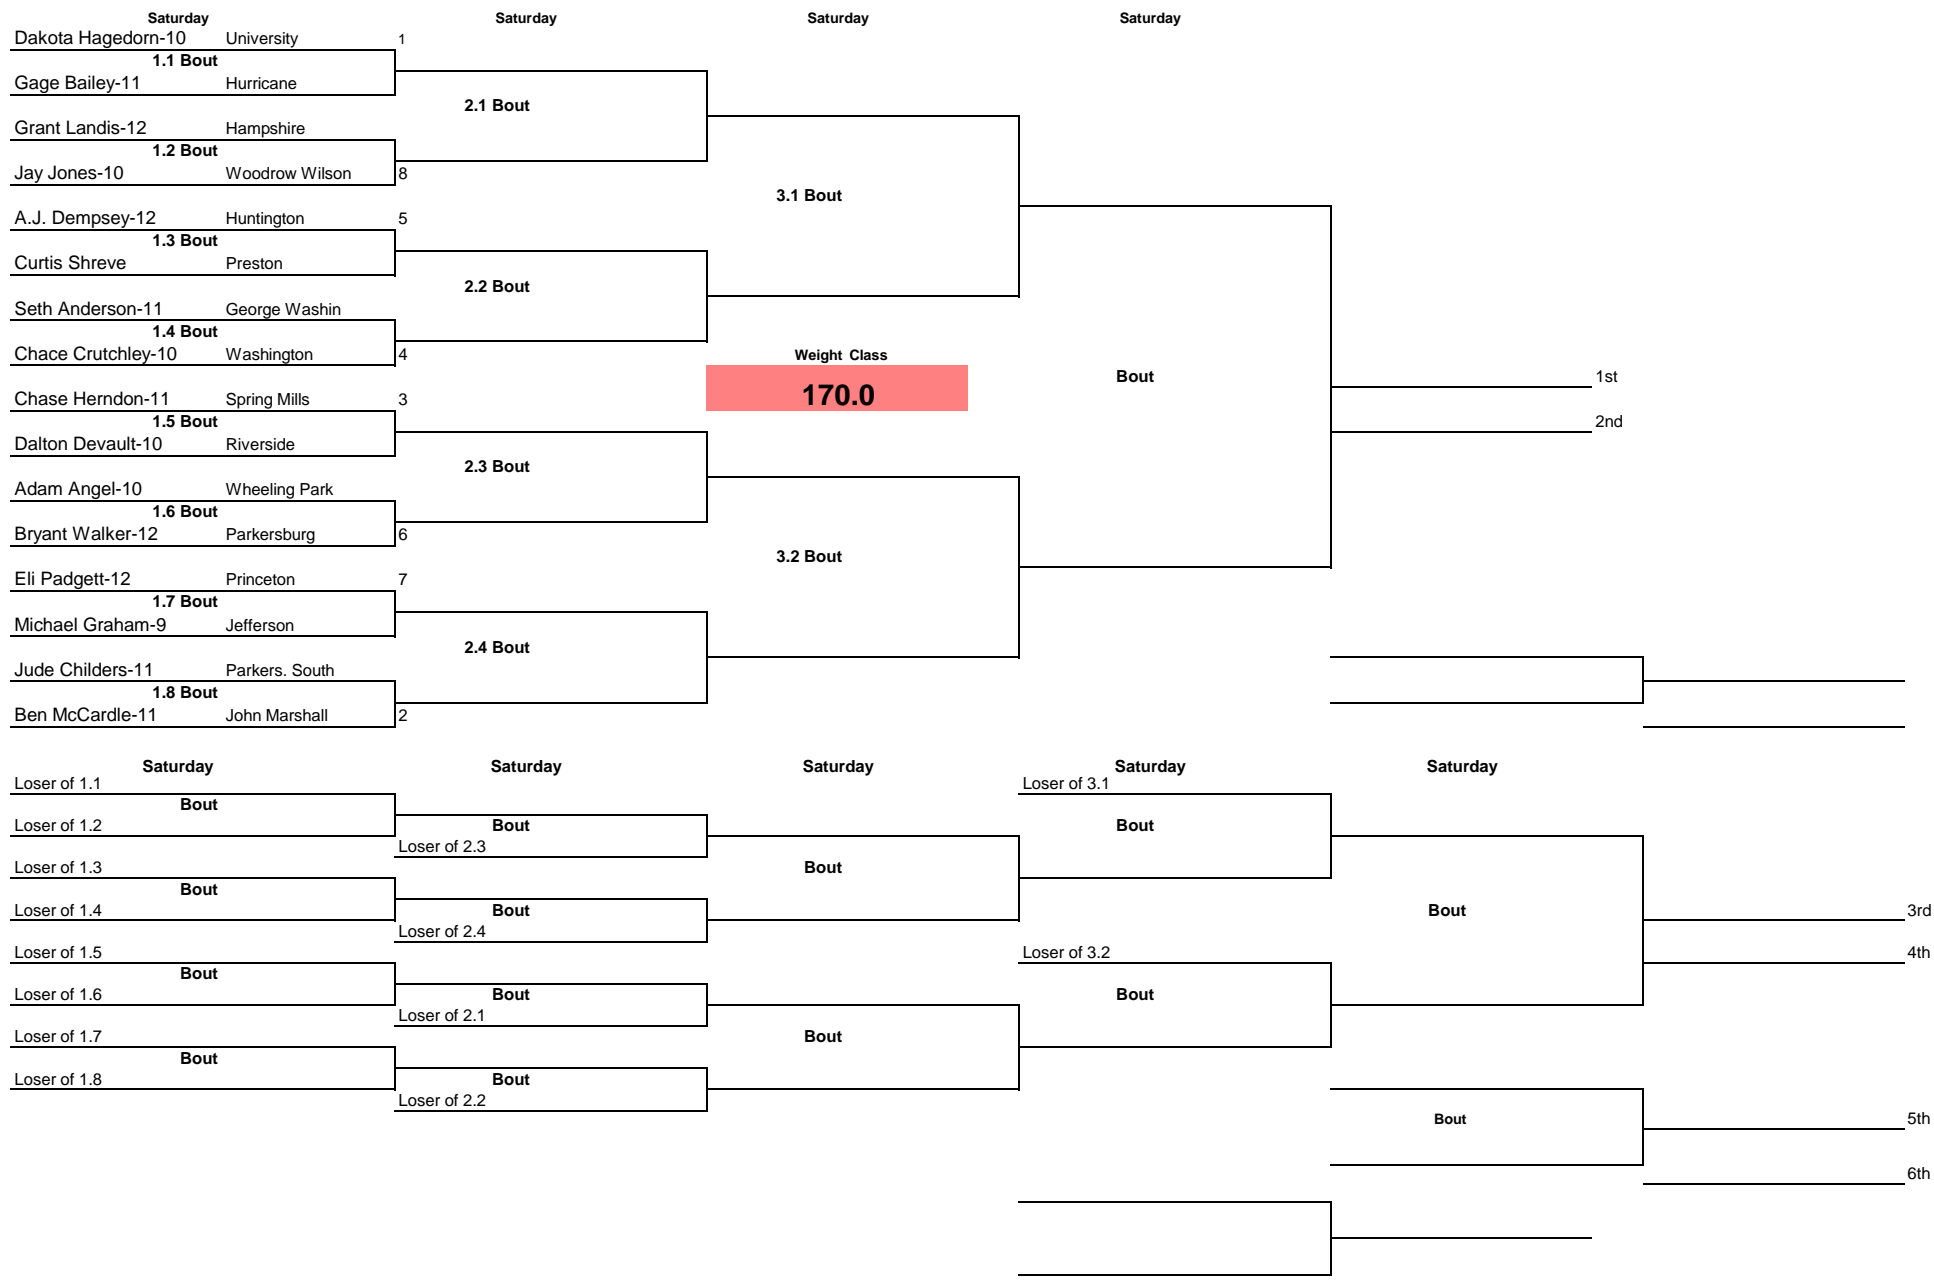 Saturday Saturday Saturday Saturday
Dakota Hagedorn-10 University 1
1.1 Bout
Gage Bailey-11 Hurricane
2.1 Bout
Grant Landis-12 Hampshire
1.2 Bout
Jay Jones-10 Woodrow Wilson 8
3.1 Bout
A.J. Dempsey-12 Huntington 5
1.3 Bout
Curtis Shreve Preston
2.2 Bout
Seth Anderson-11 George Washin
1.4 Bout
Chace Crutchley-10 Washington 4
Weight Class
Bout 1st
170.0
Chase Herndon-11 Spring Mills 3
1.5 Bout 2nd
Dalton Devault-10 Riverside
2.3 Bout
Adam Angel-10 Wheeling Park
1.6 Bout
Bryant Walker-12 Parkersburg 6
3.2 Bout
Eli Padgett-12 Princeton 7
1.7 Bout
Michael Graham-9 Jefferson
2.4 Bout
Jude Childers-11 Parkers. South
1.8 Bout
Ben McCardle-11 John Marshall 2
Saturday Saturday Saturday Saturday Saturday
Loser of 1.1 Loser of 3.1
Bout
Loser of 1.2 Bout Bout
Loser of 2.3
Loser of 1.3 Bout
Bout
Loser of 1.4 Bout Bout 3rd
Loser of 2.4
Loser of 1.5 Loser of 3.2 4th
Bout
Loser of 1.6 Bout Bout
Loser of 2.1
Loser of 1.7 Bout
Bout
Loser of 1.8 Bout
Loser of 2.2
Bout 5th
6th